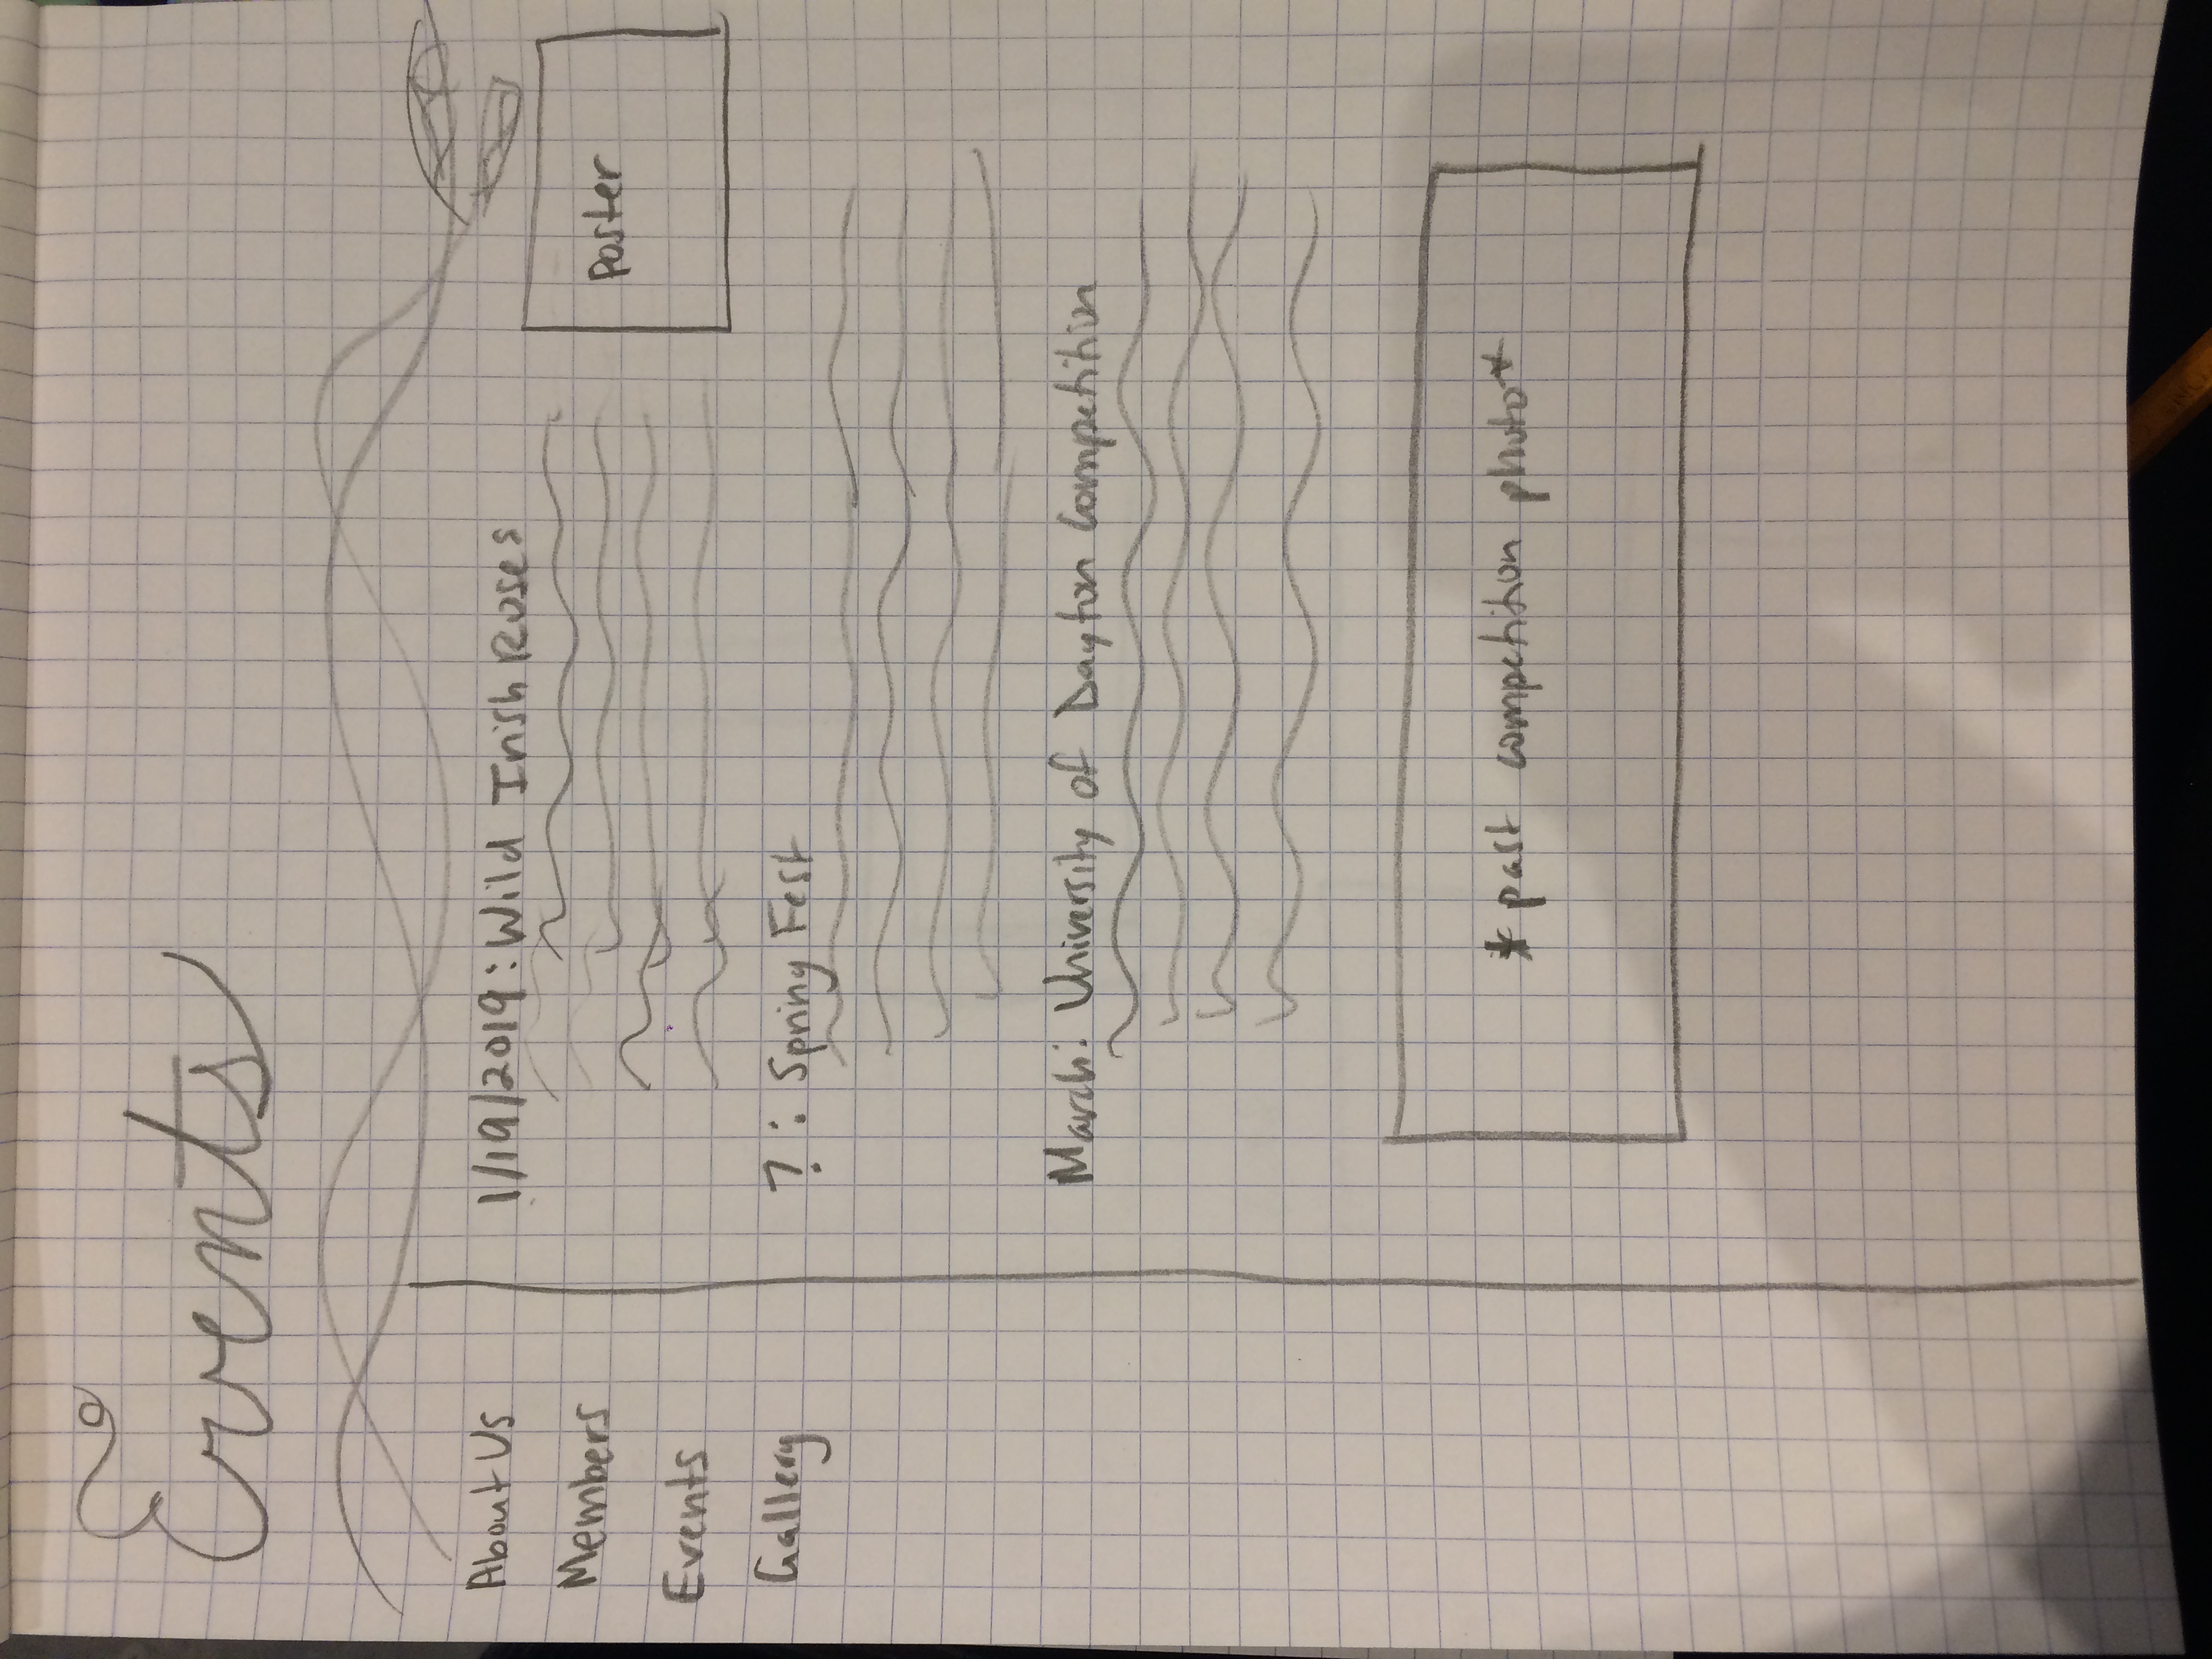 Events
About Us
Members
Events
Gallery
1/19/2019: Wild Irish Roses
Poster
? : Spring Fest
March: University of Dayton Competition
* past competition photo *